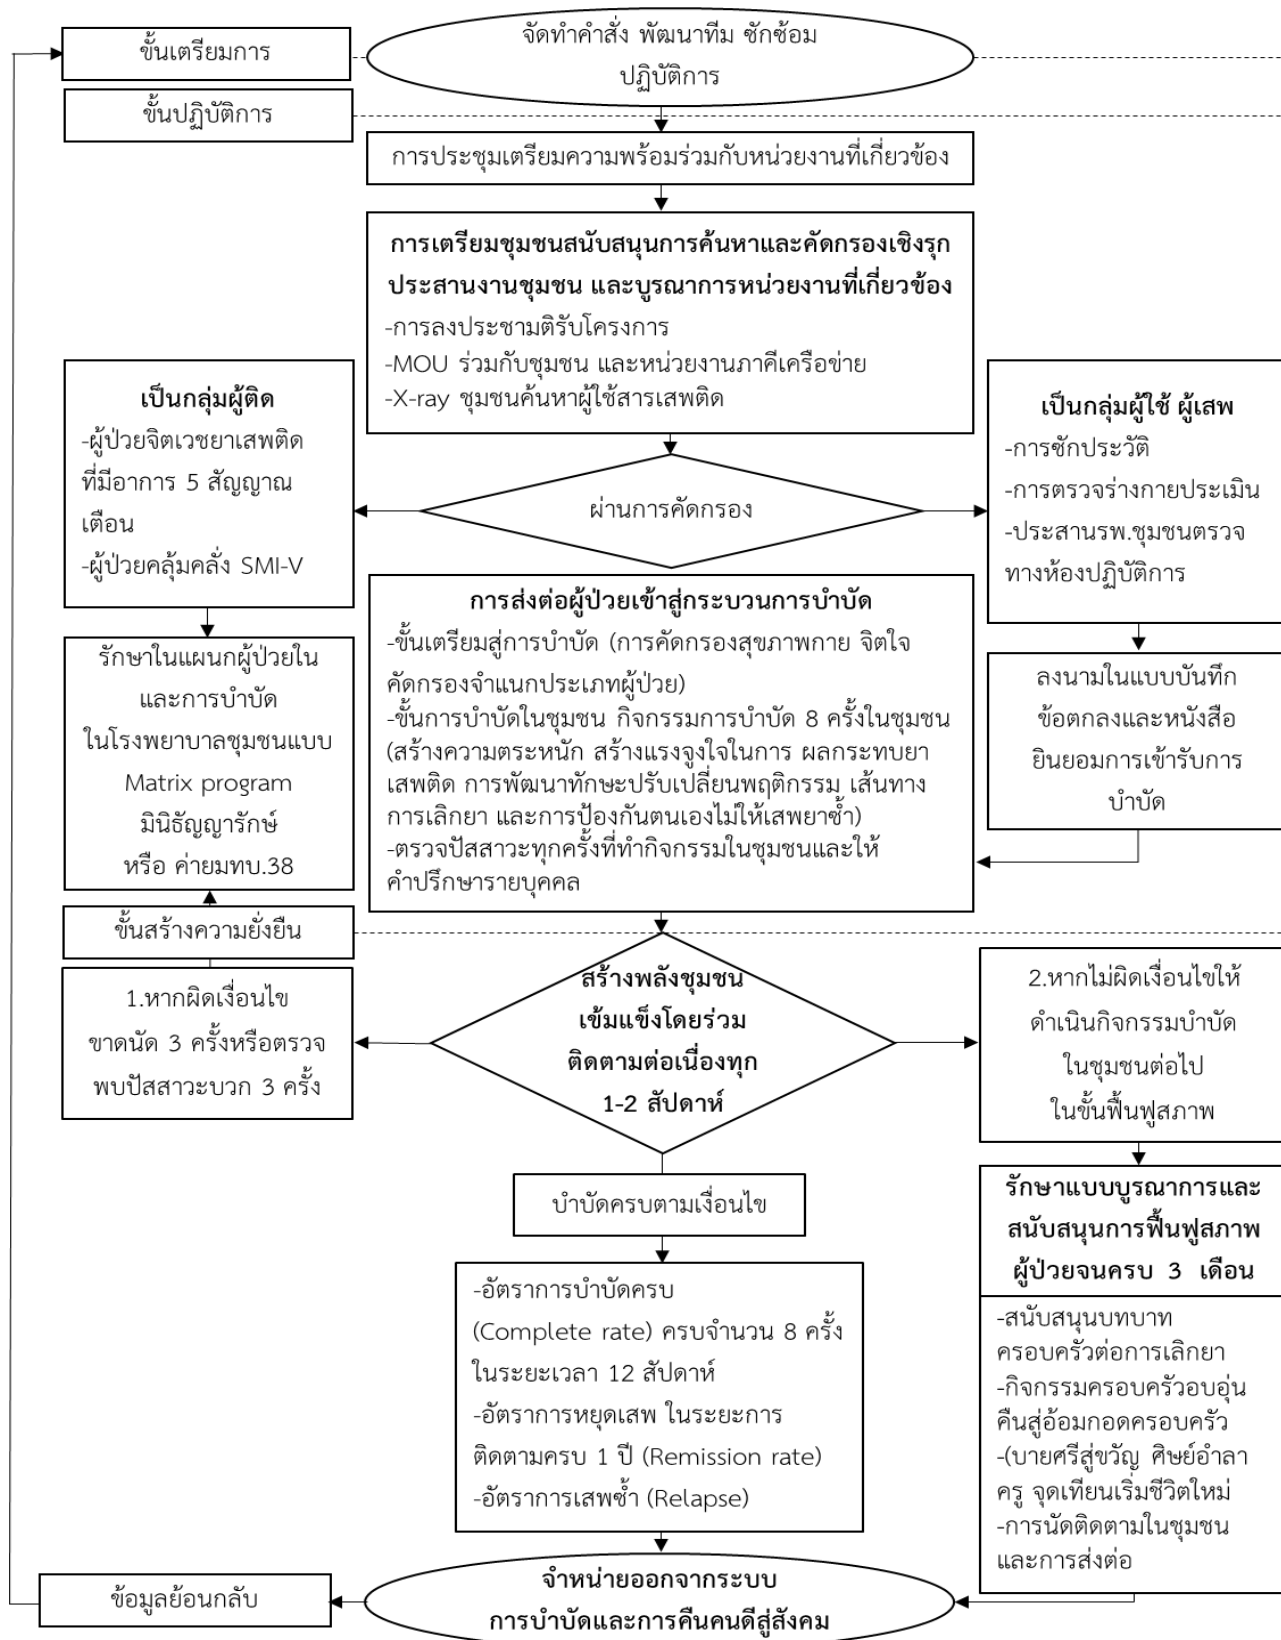 ขั้นเตรียมการ
จัดทำคำสั่ง พัฒนาทีม ซักซ้อม
ปฏิบัติการ
ขั้นปฏิบัติการ
การประชุมเตรียมความพร้อมร่วมกับหน่วยงานที่เกี่ยวข้อง
การเตรียมชุมชนสนับสนุนการค้นหาและคัดกรองเชิงรุก
ประสานงานชุมชน และบูรณาการหน่วยงานที่เกี่ยวข้อง
-การลงประชามติรับโครงการ
-MOU ร่วมกับชุมชน และหน่วยงานภาคีเครือข่าย
-X-ray ชุมชนค้นหาผู้ใช้สารเสพติด
ผ่านการคัดกรอง
เป็นกลุ่มผู้ติด
-ผู้ป่วยจิตเวชยาเสพติด
ที่มีอาการ 5 สัญญาณ
เตือน
-ผู้ป่วยคลุ้มคลั่ง SMI-V
เป็นกลุ่มผู้ใช้ ผู้เสพ
-การซักประวัติ
-การตรวจร่างกายประเมิน
-ประสานรพ.ชุมชนตรวจ
ทางห้องปฏิบัติการ
รักษาในแผนกผู้ป่วยใน
และการบำบัด
ในโรงพยาบาลชุมชนแบบ
Matrix program
มินิธัญญารักษ์
หรือ ค่ายมทบ.38
การส่งต่อผู้ป่วยเข้าสู่กระบวนการบำบัด
-ขั้นเตรียมสู่การบำบัด (การคัดกรองสุขภาพกาย จิตใจ
คัดกรองจำแนกประเภทผู้ป่วย)
-ขั้นการบำบัดในชุมชน กิจกรรมการบำบัด 8 ครั้งในชุมชน
(สร้างความตระหนัก สร้างแรงจูงใจในการ ผลกระทบยา
เสพติด การพัฒนาทักษะปรับเปลี่ยนพฤติกรรม เส้นทาง
การเลิกยา และการป้องกันตนเองไม่ให้เสพยาซ้ำ)
-ตรวจปัสสาวะทุกครั้งที่ทำกิจกรรมในชุมชนและให้
คำปรึกษารายบุคคล
ลงนามในแบบบันทึก
ข้อตกลงและหนังสือ
ยินยอมการเข้ารับการ
บำบัด
ขั้นสร้างความยั่งยืน
1.หากผิดเงื่อนไข
ขาดนัด 3 ครั้งหรือตรวจ
พบปัสสาวะบวก 3 ครั้ง
สร้างพลังชุมชน
เข้มแข็งโดยร่วม
ติดตามต่อเนื่องทุก
1-2 สัปดาห์
2.หากไม่ผิดเงื่อนไขให้
ดำเนินกิจกรรมบำบัด
ในชุมชนต่อไป
ในขั้นฟื้นฟูสภาพ
บำบัดครบตามเงื่อนไข
รักษาแบบบูรณาการและ
สนับสนุนการฟื้นฟูสภาพ
ผู้ป่วยจนครบ 3 เดือน
-สนับสนุนบทบาท
ครอบครัวต่อการเลิกยา
-กิจกรรมครอบครัวอบอุ่น
คืนสู่อ้อมกอดครอบครัว
-(บายศรีสู่ขวัญ ศิษย์อำลา
ครู จุดเทียนเริ่มชีวิตใหม่
-การนัดติดตามในชุมชน
และการส่งต่อ
-อัตราการบำบัดครบ
(Complete rate) ครบจำนวน 8 ครั้ง
ในระยะเวลา 12 สัปดาห์
-อัตราการหยุดเสพ ในระยะการ
ติดตามครบ 1 ปี (Remission rate)
-อัตราการเสพซ้ำ (Relapse)
ข้อมูลย้อนกลับ
จำหน่ายออกจากระบบ
การบำบัดและการคืนคนดีสู่สังคม